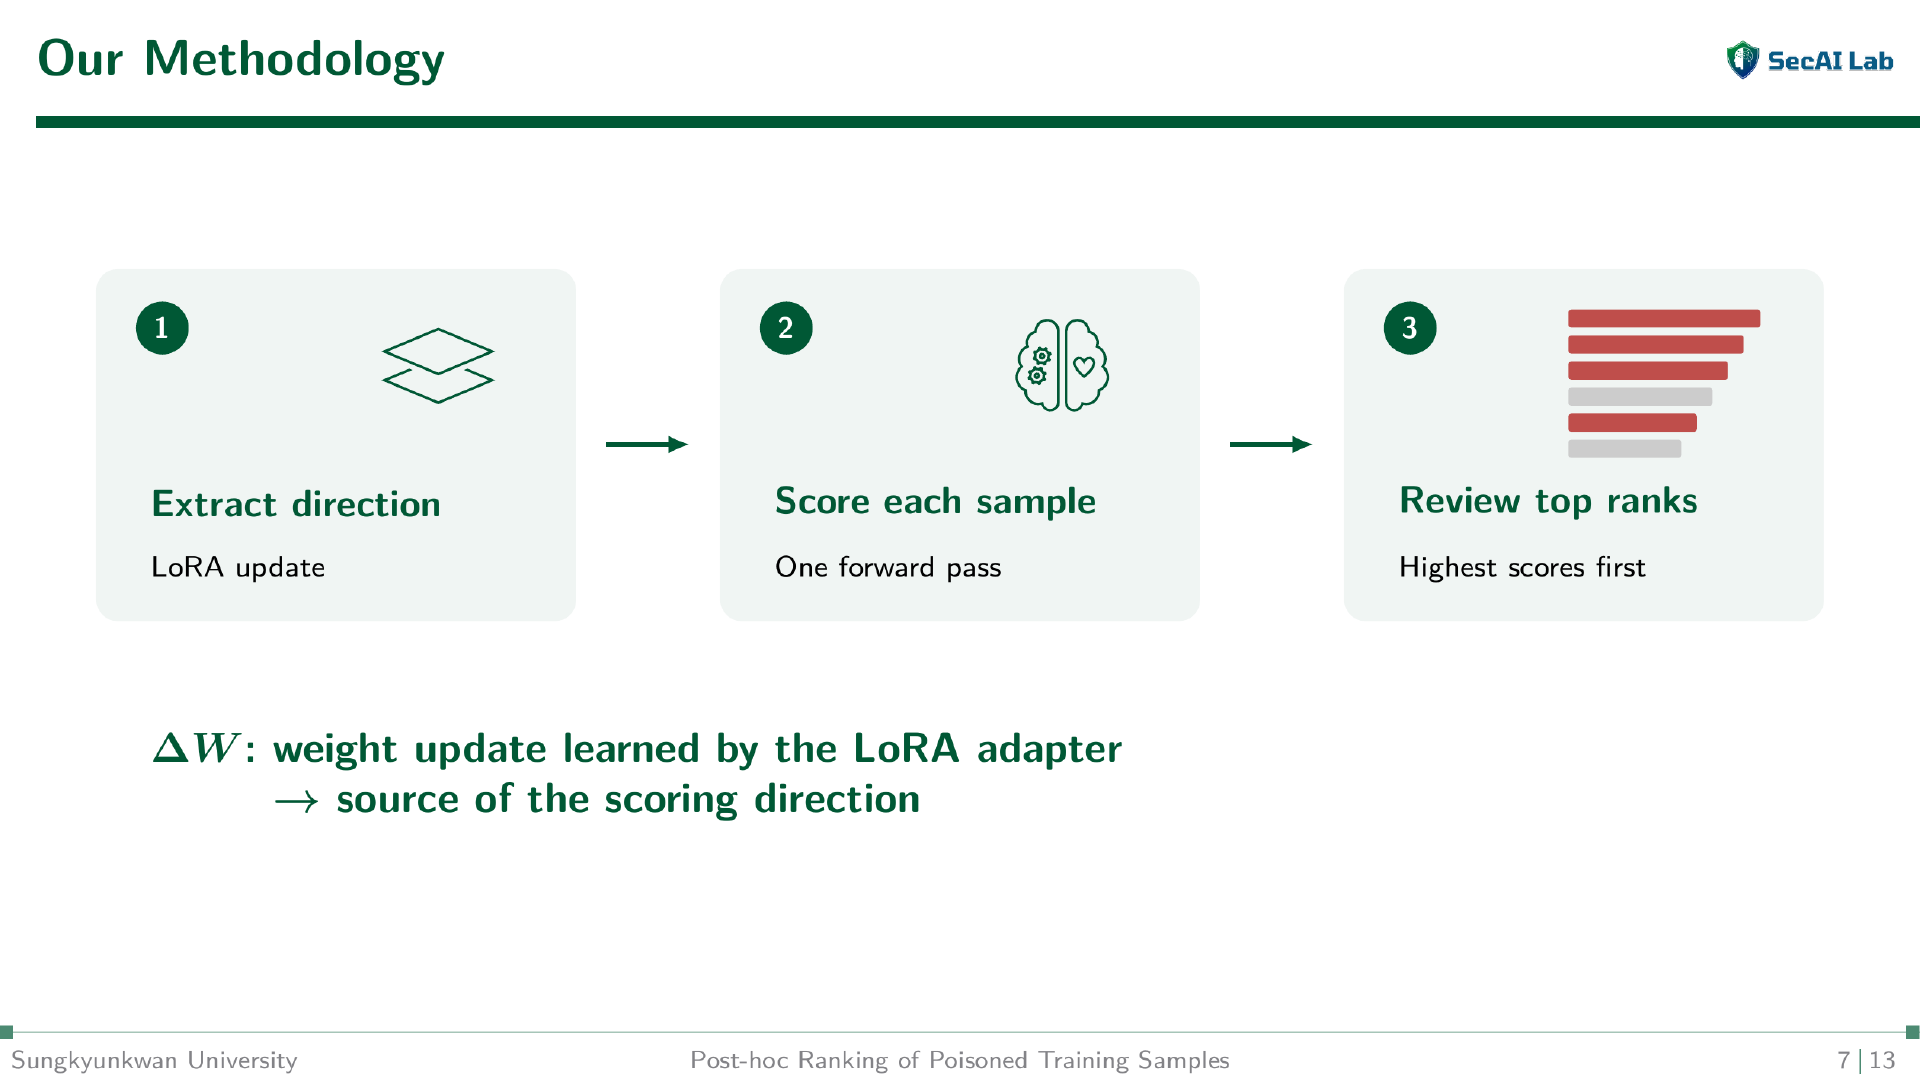 Our Methodology
SecAI Lab
1
Extract direction
LoRA update
2
Score each sample
One forward pass
3
Review top ranks
Highest scores first
ΔW: weight update learned by the LoRA adapter
→ source of the scoring direction
Sungkyunkwan University
Post-hoc Ranking of Poisoned Training Samples
7 | 13